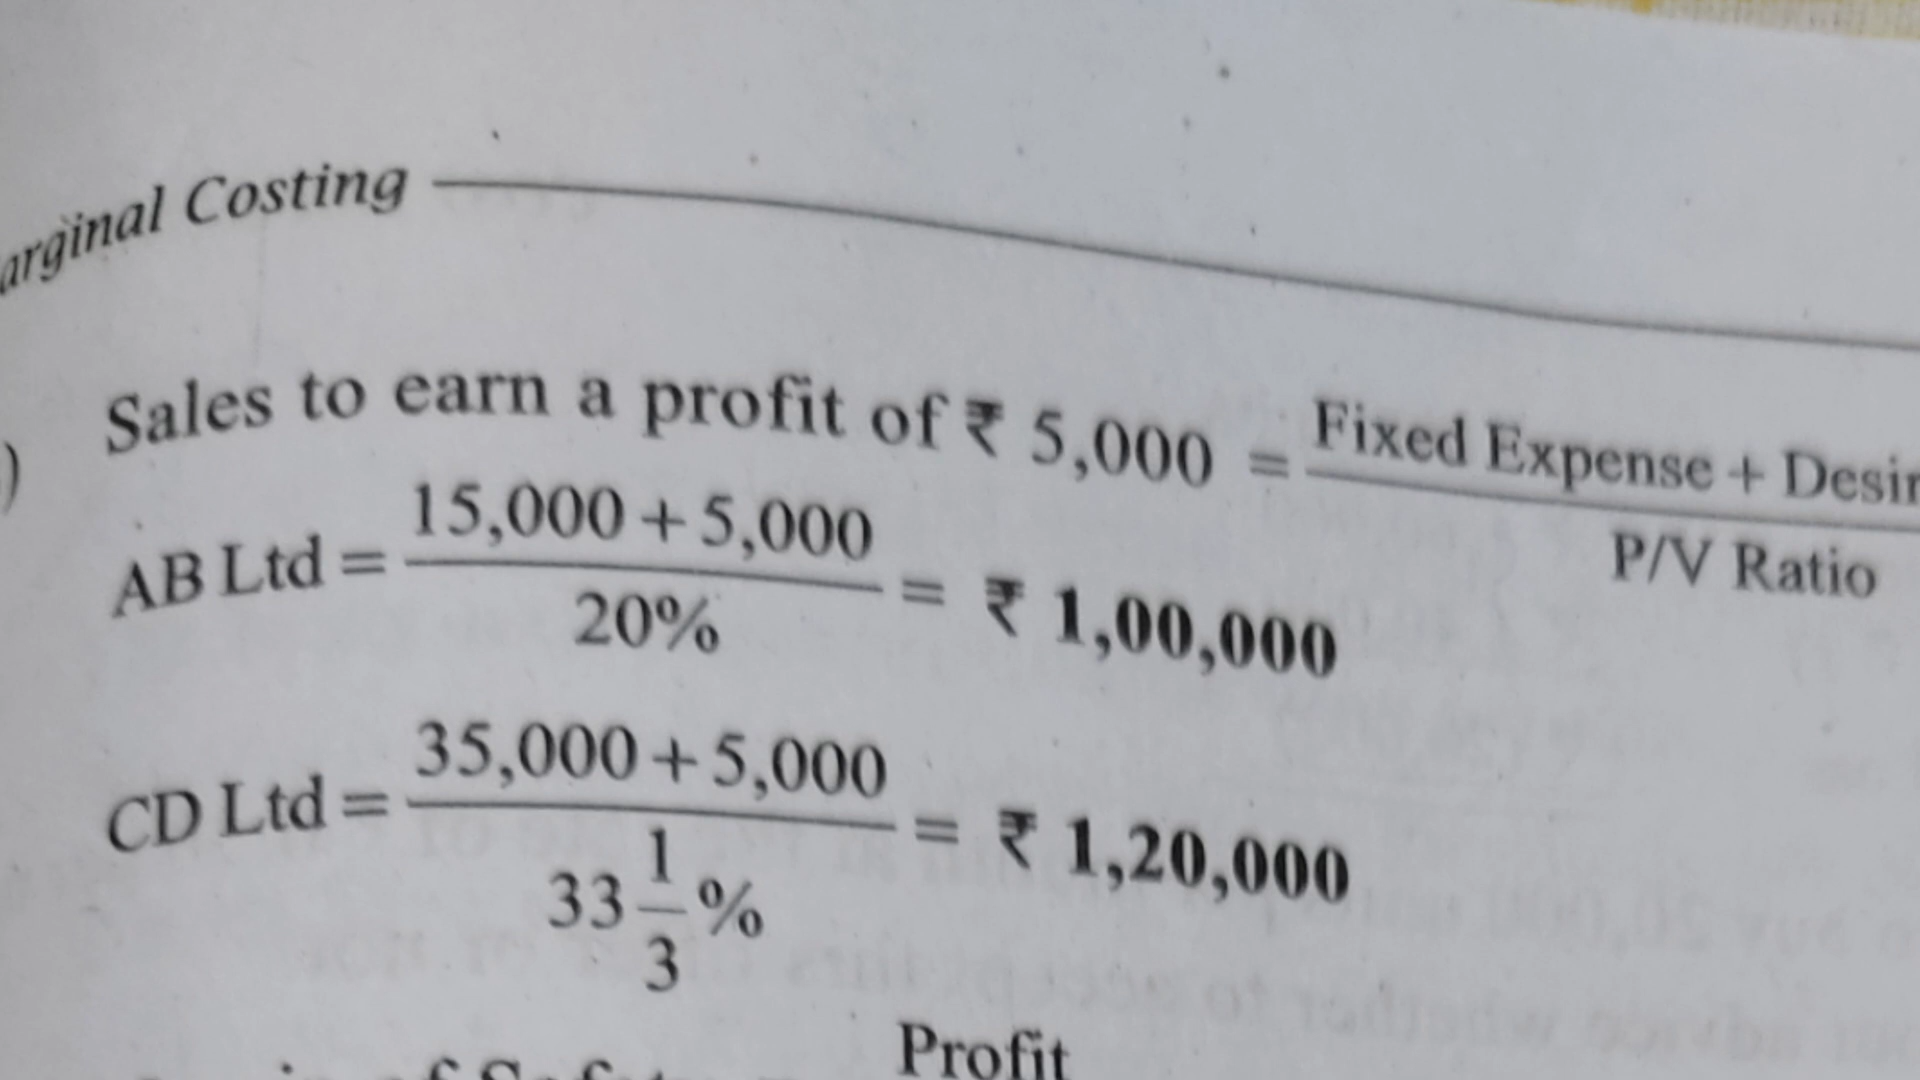 arginal Costing
) Sales to earn a profit of ₹ 5,000 = Fixed Expense + Desir
P/V Ratio
AB Ltd = 15,000 + 5,000 / 20% = ₹ 1,00,000
CD Ltd = 35,000 + 5,000 / 33 1/3 % = ₹ 1,20,000
Profit